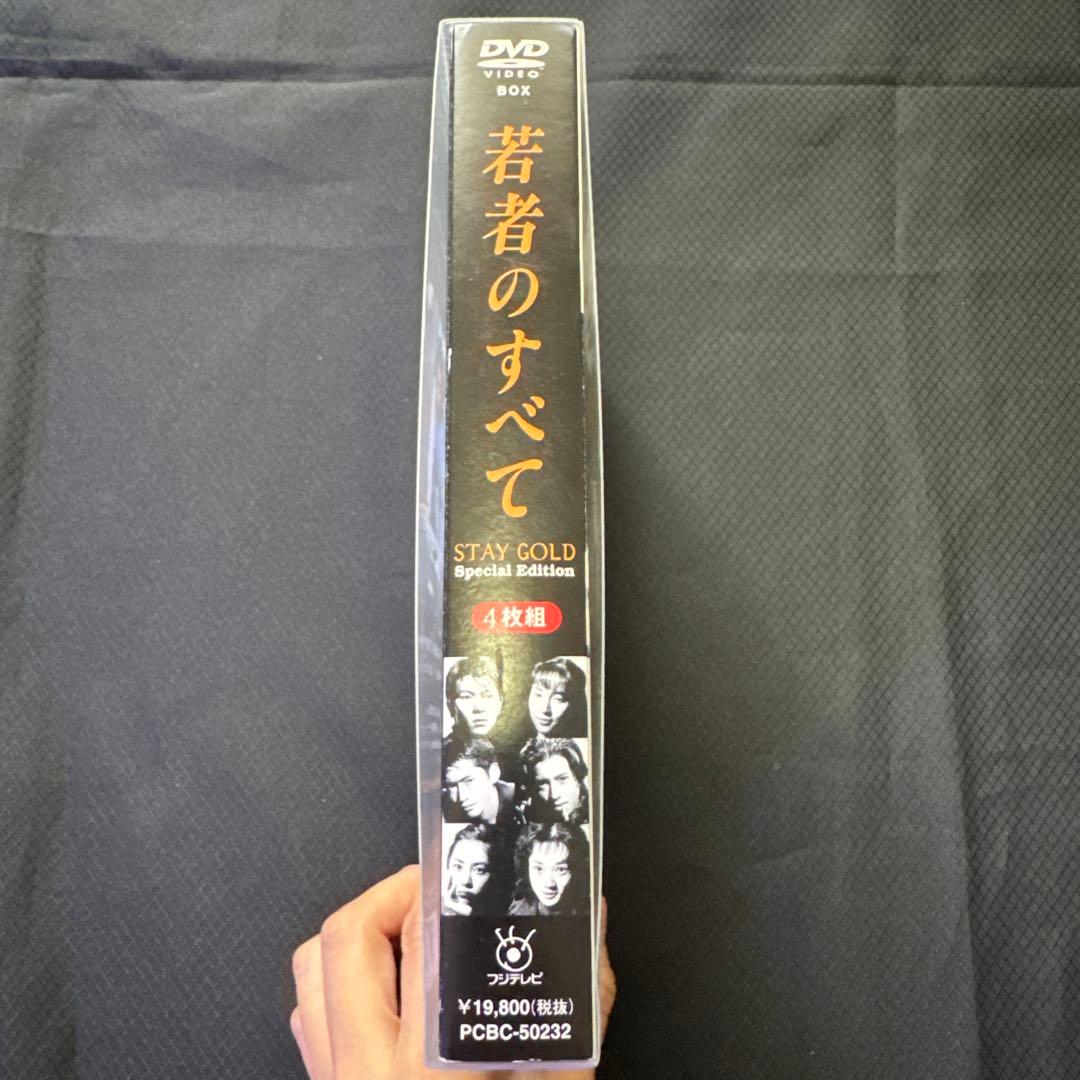 DVD
VIDEO
BOX
若者のすべて
STAY GOLD
Special Edition
4枚組
フジテレビ
￥19,800(税抜)
PCBC-50232